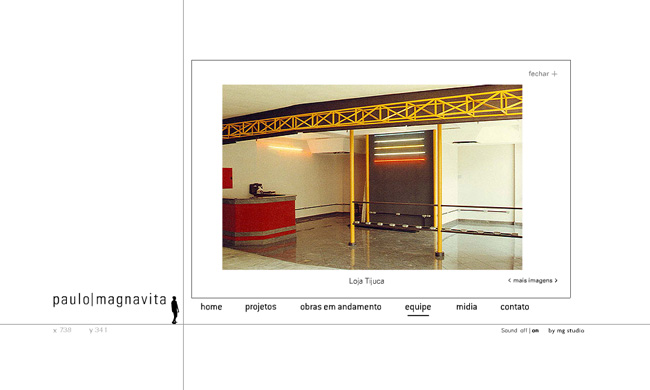 fechar +
Loja Tijuca
< mais imagens >
paulo|magnavita
home projetos obras em andamento equipe midia contato
x 738 y 341
Sound off | on by mg studio